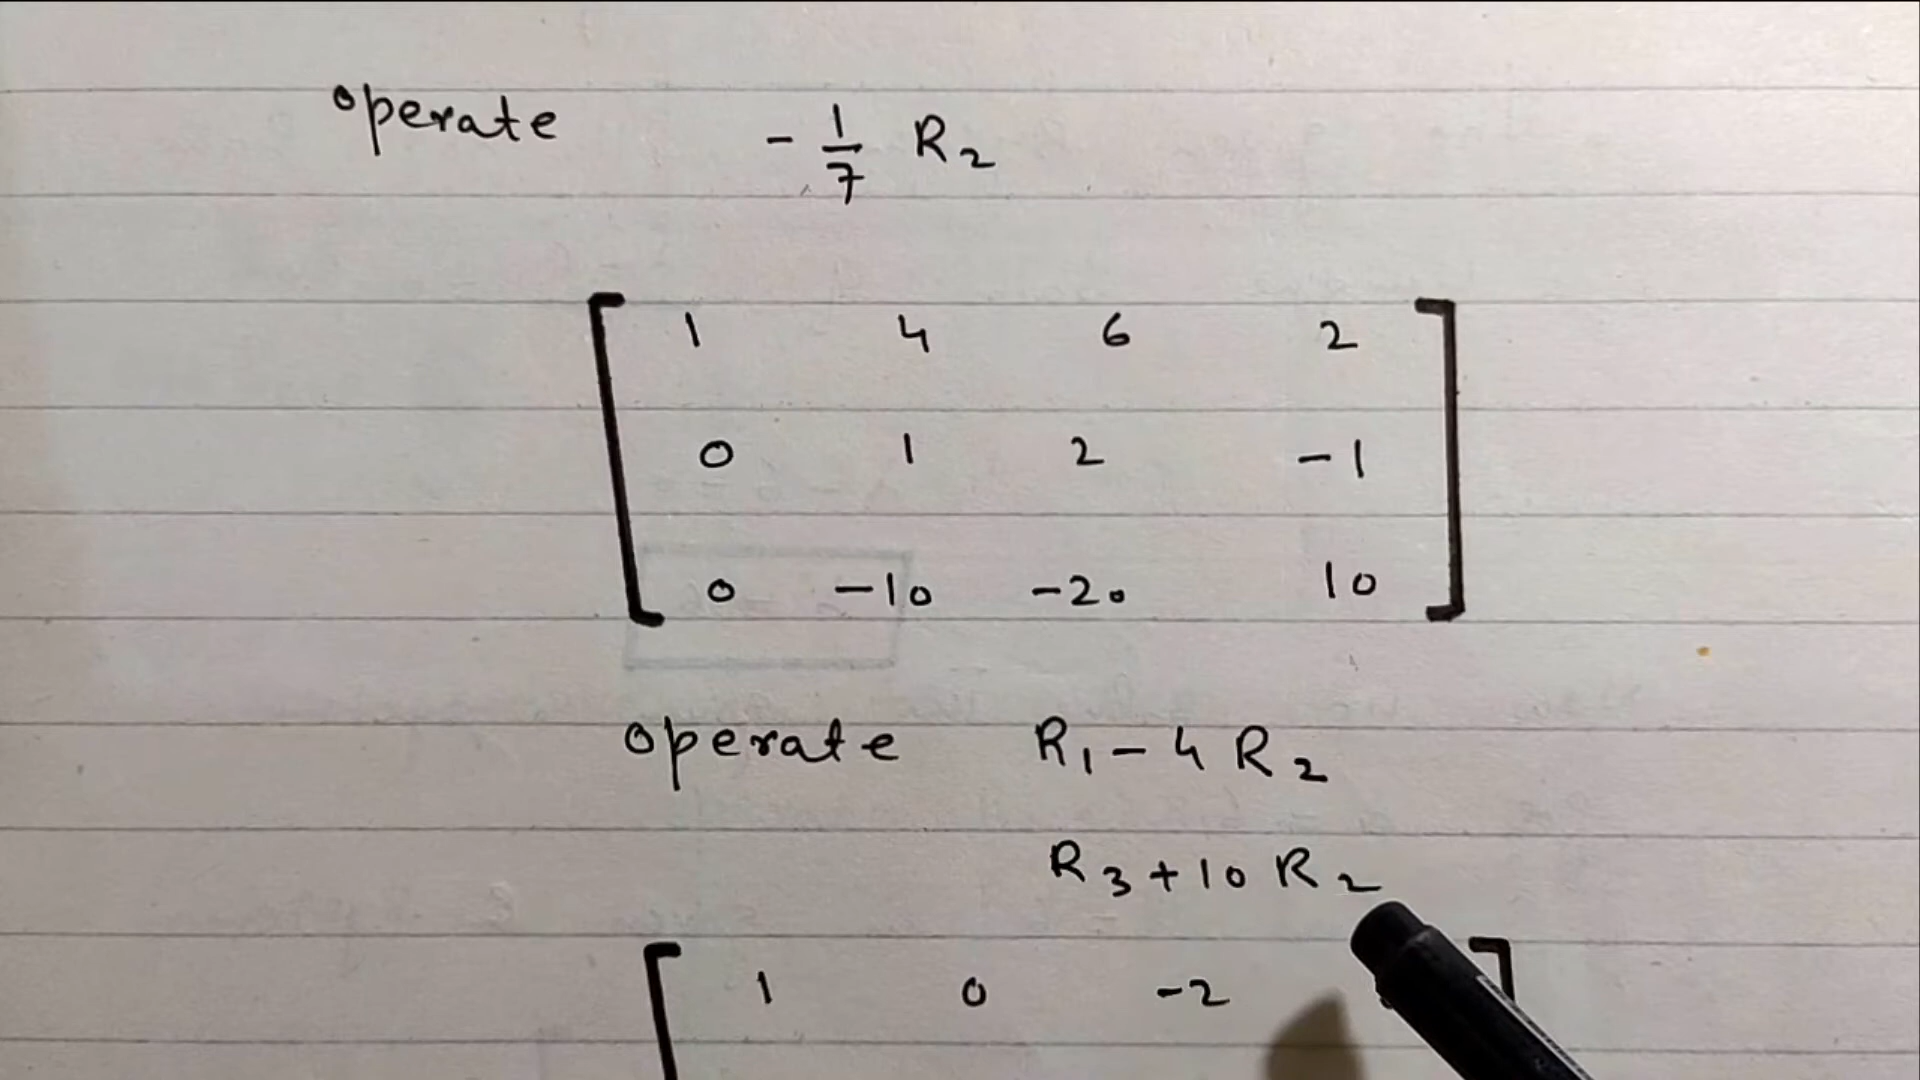 operate - 1/7 R2
1 4 6 2
0 1 2 -1
0 -10 -20 10
operate R1 - 4 R2
R3 + 10 R2
1 0 -2